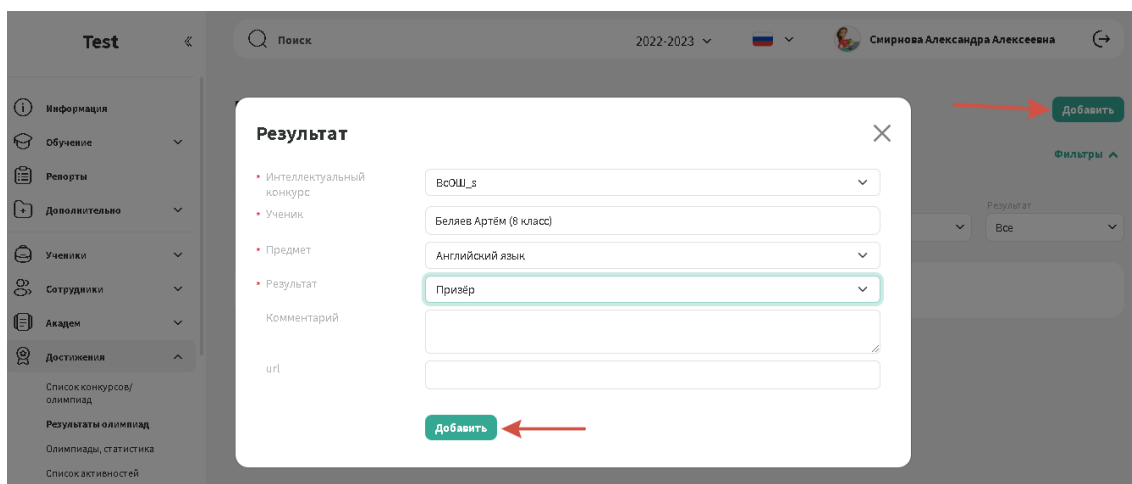 Test
«
Поиск
2022-2023
Смирнова Александра Алексеевна
Информация
Обучение
Репорты
Дополнительно
Ученики
Сотрудники
Академ
Достижения
Список конкурсов/
олимпиад
Результаты олимпиад
Олимпиады, статистика
Список активностей
Добавить
Фильтры
Результат
Все
Результат
• Интеллектуальный
конкурс
ВсОШ_s
• Ученик
Беляев Артём (8 класс)
• Предмет
Английский язык
• Результат
Призёр
Комментарий
url
Добавить